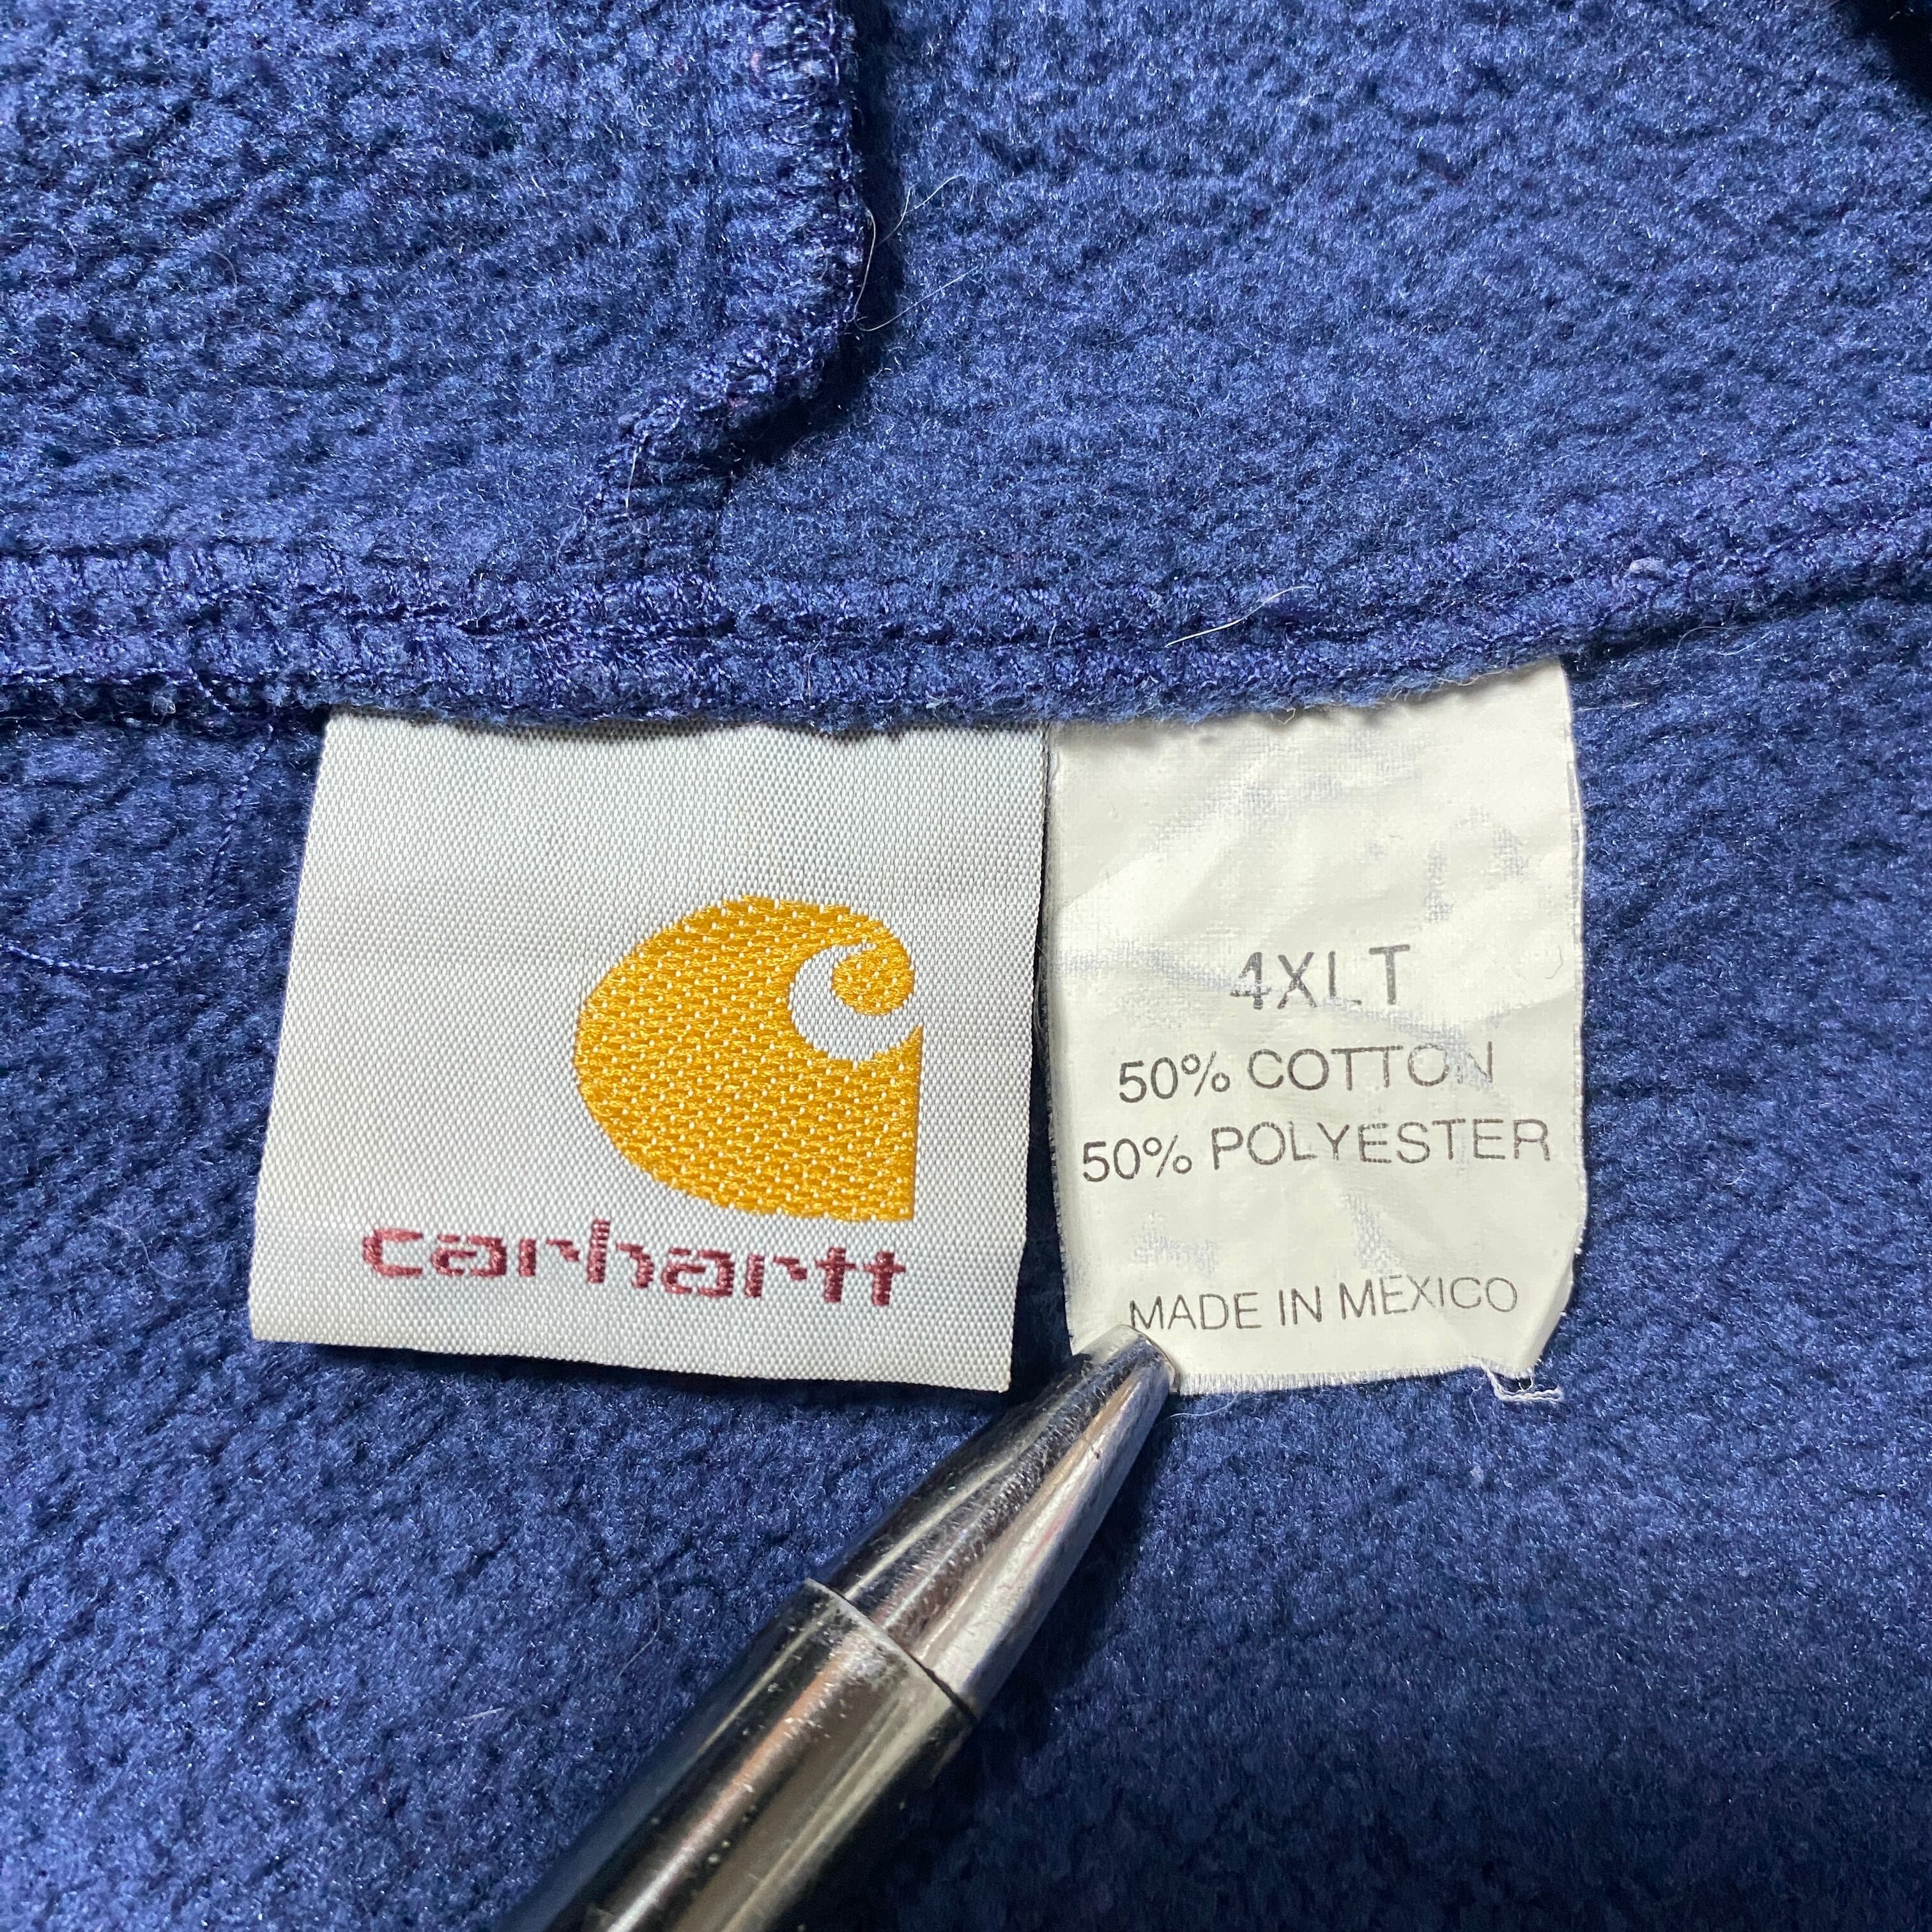 carhartt
4XLT
50% COTTON
50% POLYESTER
MADE IN MEXICO